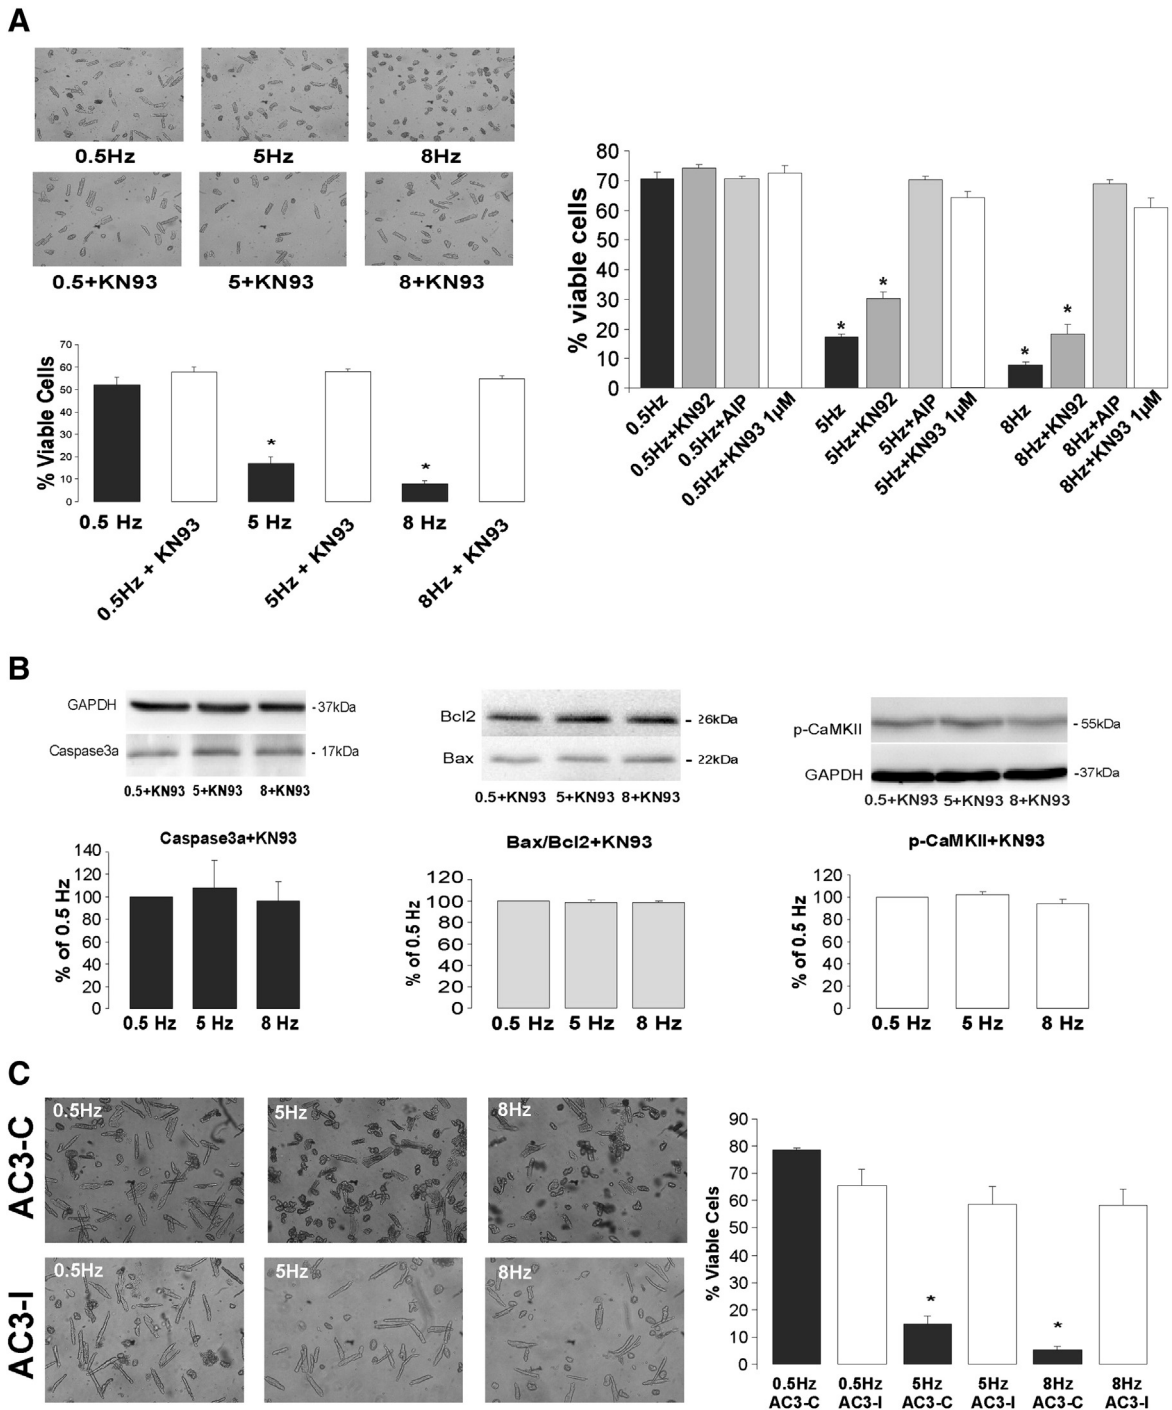 A
0.5Hz
5Hz
8Hz
0.5+KN93
5+KN93
8+KN93
% Viable Cells
70
60
50
40
30
20
10
0
0.5 Hz
0.5Hz + KN93
*
5 Hz
5Hz + KN93
*
8 Hz
8Hz + KN93
% viable cells
80
70
60
50
40
30
20
10
0
*
*
*
*
0.5Hz
0.5Hz+KN92
0.5Hz+AIP
0.5Hz+KN93 1µM
5Hz
5Hz+KN92
5Hz+AIP
5Hz+KN93 1µM
8Hz
8Hz+KN92
8Hz+AIP
8Hz+KN93 1µM
B
GAPDH
-37kDa
Caspase3a
- 17kDa
0.5+KN93 5+KN93 8+KN93
Caspase3a+KN93
% of 0.5 Hz
140
120
100
80
60
40
20
0
0.5 Hz 5 Hz 8 Hz
Bcl2
- 26kDa
Bax
- 22kDa
0.5+KN93 5+KN93 8+KN93
Bax/Bcl2+KN93
% of 0.5 Hz
120
100
80
60
40
20
0
0.5 Hz 5 Hz 8 Hz
p-CaMKII
- 55kDa
GAPDH
-37kDa
0.5+KN93 5+KN93 8+KN93
p-CaMKII+KN93
% of 0.5 Hz
120
100
80
60
40
20
0
0.5 Hz 5 Hz 8 Hz
C
AC3-C
0.5Hz
5Hz
8Hz
AC3-I
0.5Hz
5Hz
8Hz
% Viable Cels
90
80
70
60
50
40
30
20
10
0
*
*
0.5Hz 0.5Hz 5Hz 5Hz 8Hz 8Hz
AC3-C AC3-I AC3-C AC3-I AC3-C AC3-I